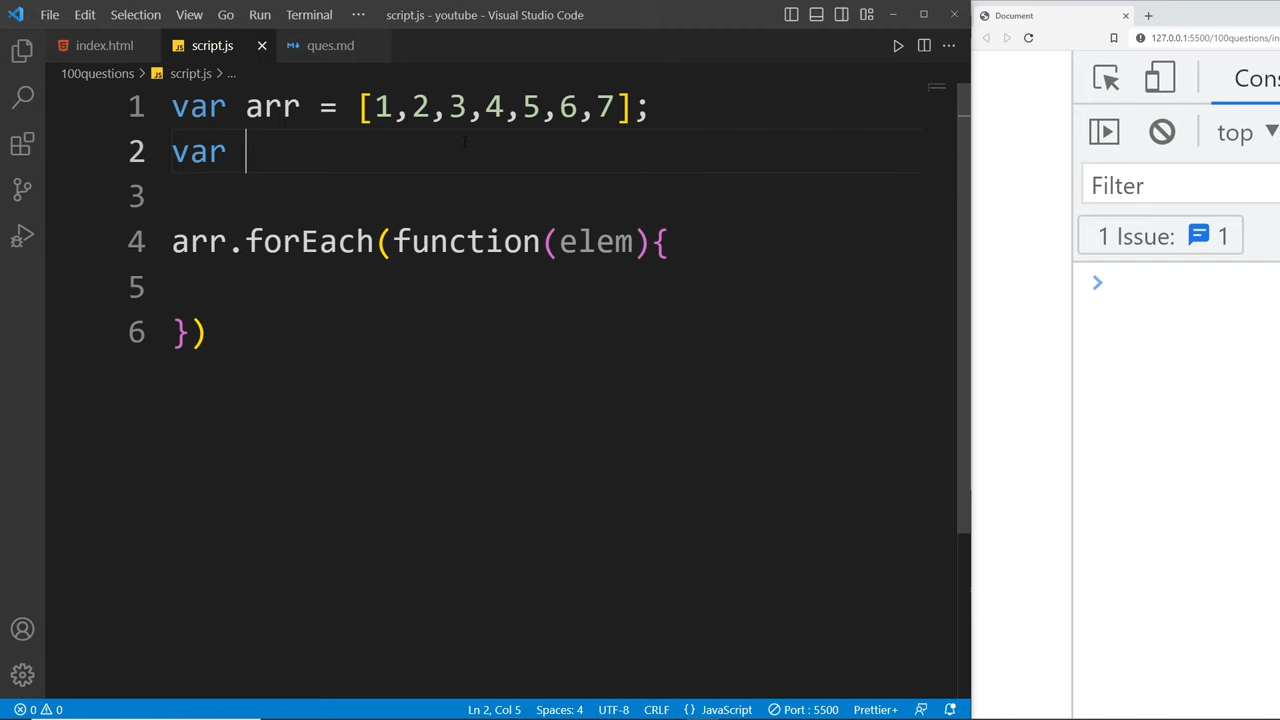 File Edit Selection View Go Run Terminal ··· script.js - youtube - Visual Studio Code
Document
index.html JS script.js ques.md
127.0.0.1:5500/100questions/in
100questions > JS script.js > ...
Cons
1 var arr = [1,2,3,4,5,6,7];
2 var
3
4 arr.forEach(function(elem){
5
6 })
top
Filter
1 Issue: 1
>
0 0 Ln 2, Col 5 Spaces: 4 UTF-8 CRLF {} JavaScript Port : 5500 Prettier+